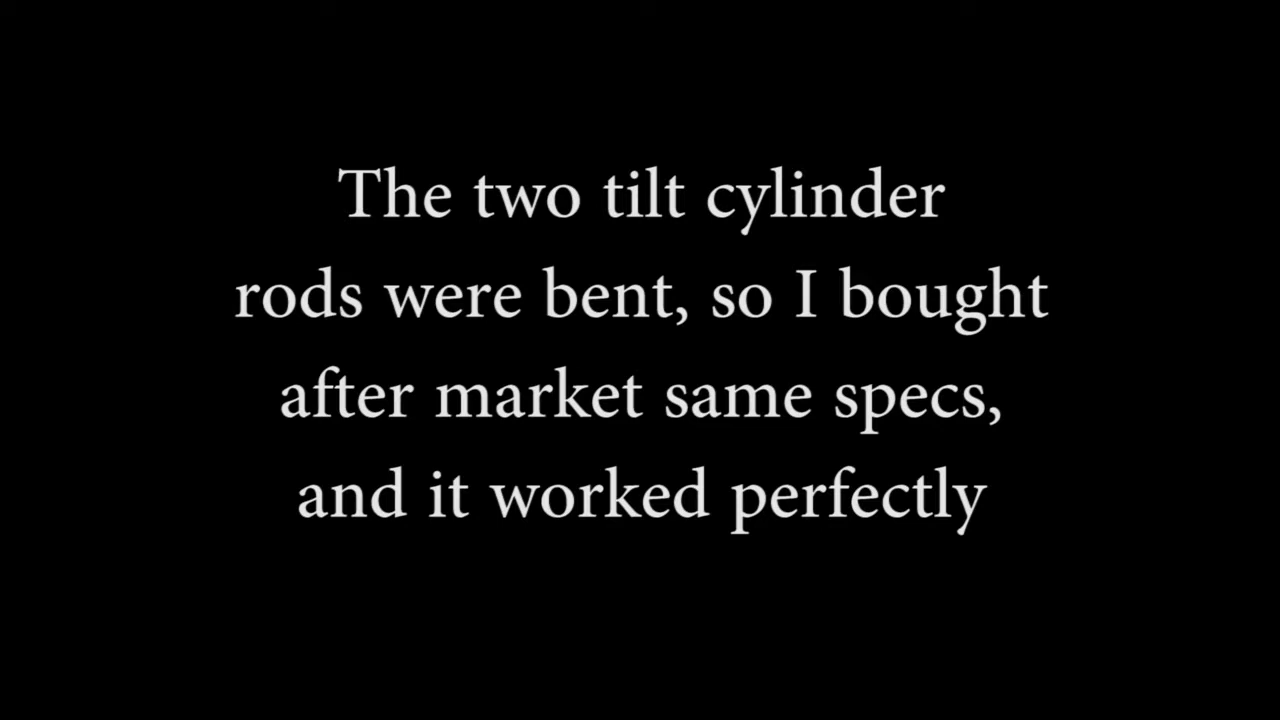 The two tilt cylinder
rods were bent, so I bought
after market same specs,
and it worked perfectly